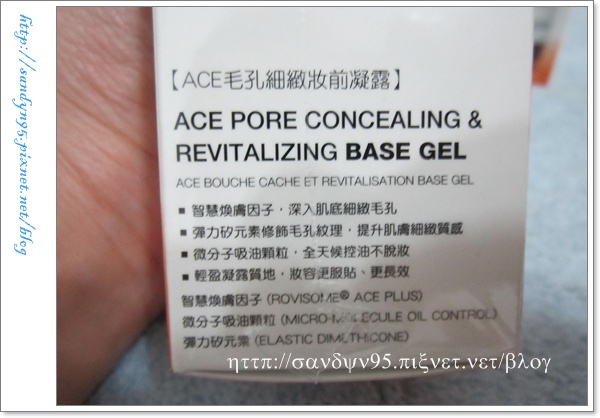 http://sandyn95.pixnet.net/blog
【ACE毛孔細緻妝前凝露】
ACE PORE CONCEALING &
REVITALIZING BASE GEL
ACE BOUCHE CACHE ET REVITALISATION BASE GEL
▪ 智慧煥膚因子，深入肌底細緻毛孔
▪ 彈力矽元素修飾毛孔紋理，提升肌膚細緻質感
▪ 微分子吸油顆粒，全天候控油不脫妝
▪ 輕盈凝露質地，妝容更服貼、更長效
智慧煥膚因子 (ROVISOME® ACE PLUS)
微分子吸油顆粒 (MICRO-MOLECULE OIL CONTROL)
彈力矽元素 (ELASTIC DIMETHICONE)
http://sandyn95.pixnet.net/blog